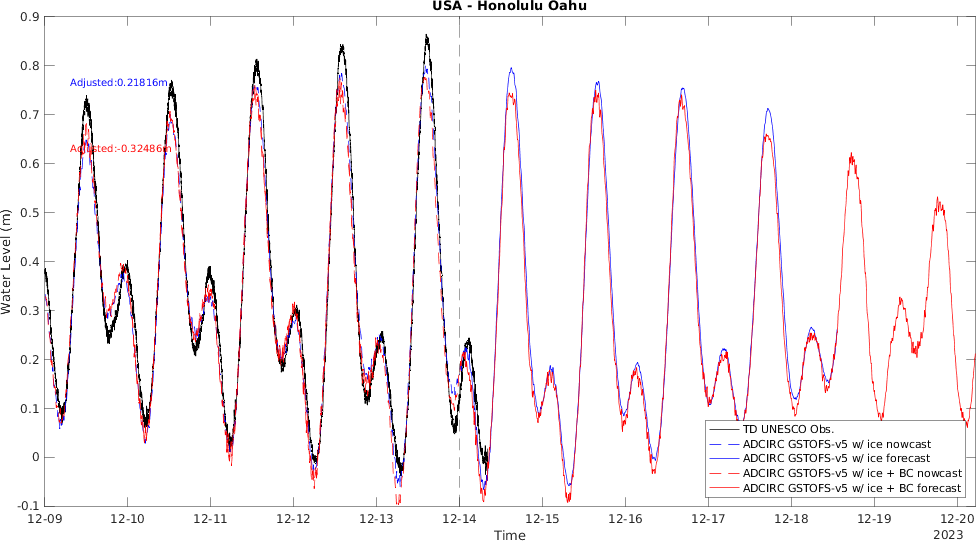 USA - Honolulu Oahu
0.9
0.8
0.7
0.6
0.5
0.4
0.3
0.2
0.1
0
-0.1
Water Level (m)
Adjusted:0.21816m
Adjusted:-0.32486m
TD UNESCO Obs.
ADCIRC GSTOFS-v5 w/ ice nowcast
ADCIRC GSTOFS-v5 w/ ice forecast
ADCIRC GSTOFS-v5 w/ ice + BC nowcast
ADCIRC GSTOFS-v5 w/ ice + BC forecast
12-09 12-10 12-11 12-12 12-13 12-14 12-15 12-16 12-17 12-18 12-19 12-20
Time
2023